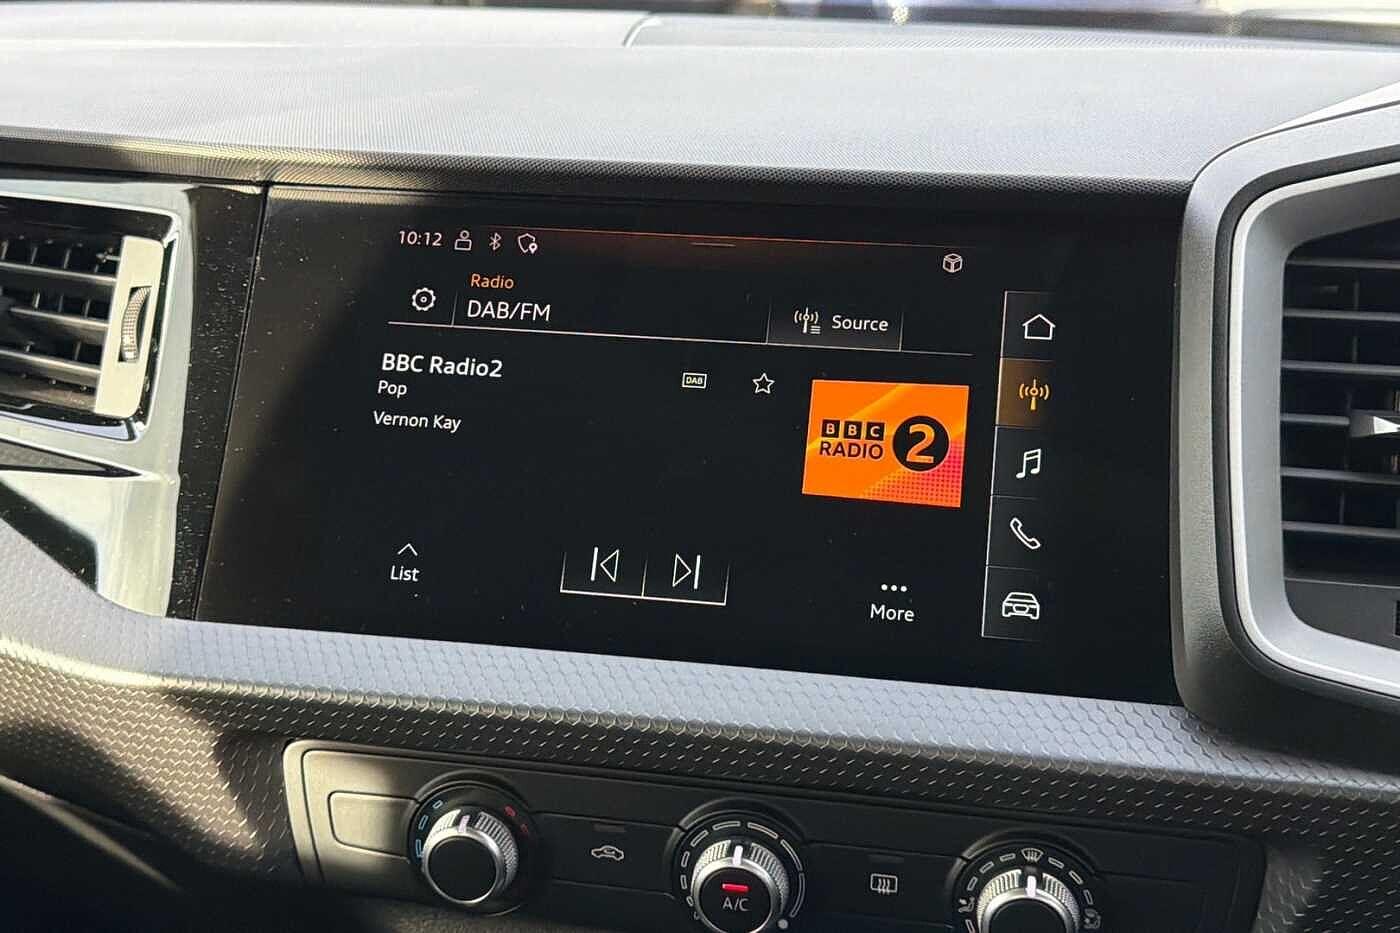 10:12
Radio
DAB/FM
Source
BBC Radio2
DAB
Pop
Vernon Kay
BBC
RADIO 2
List
More
A/C